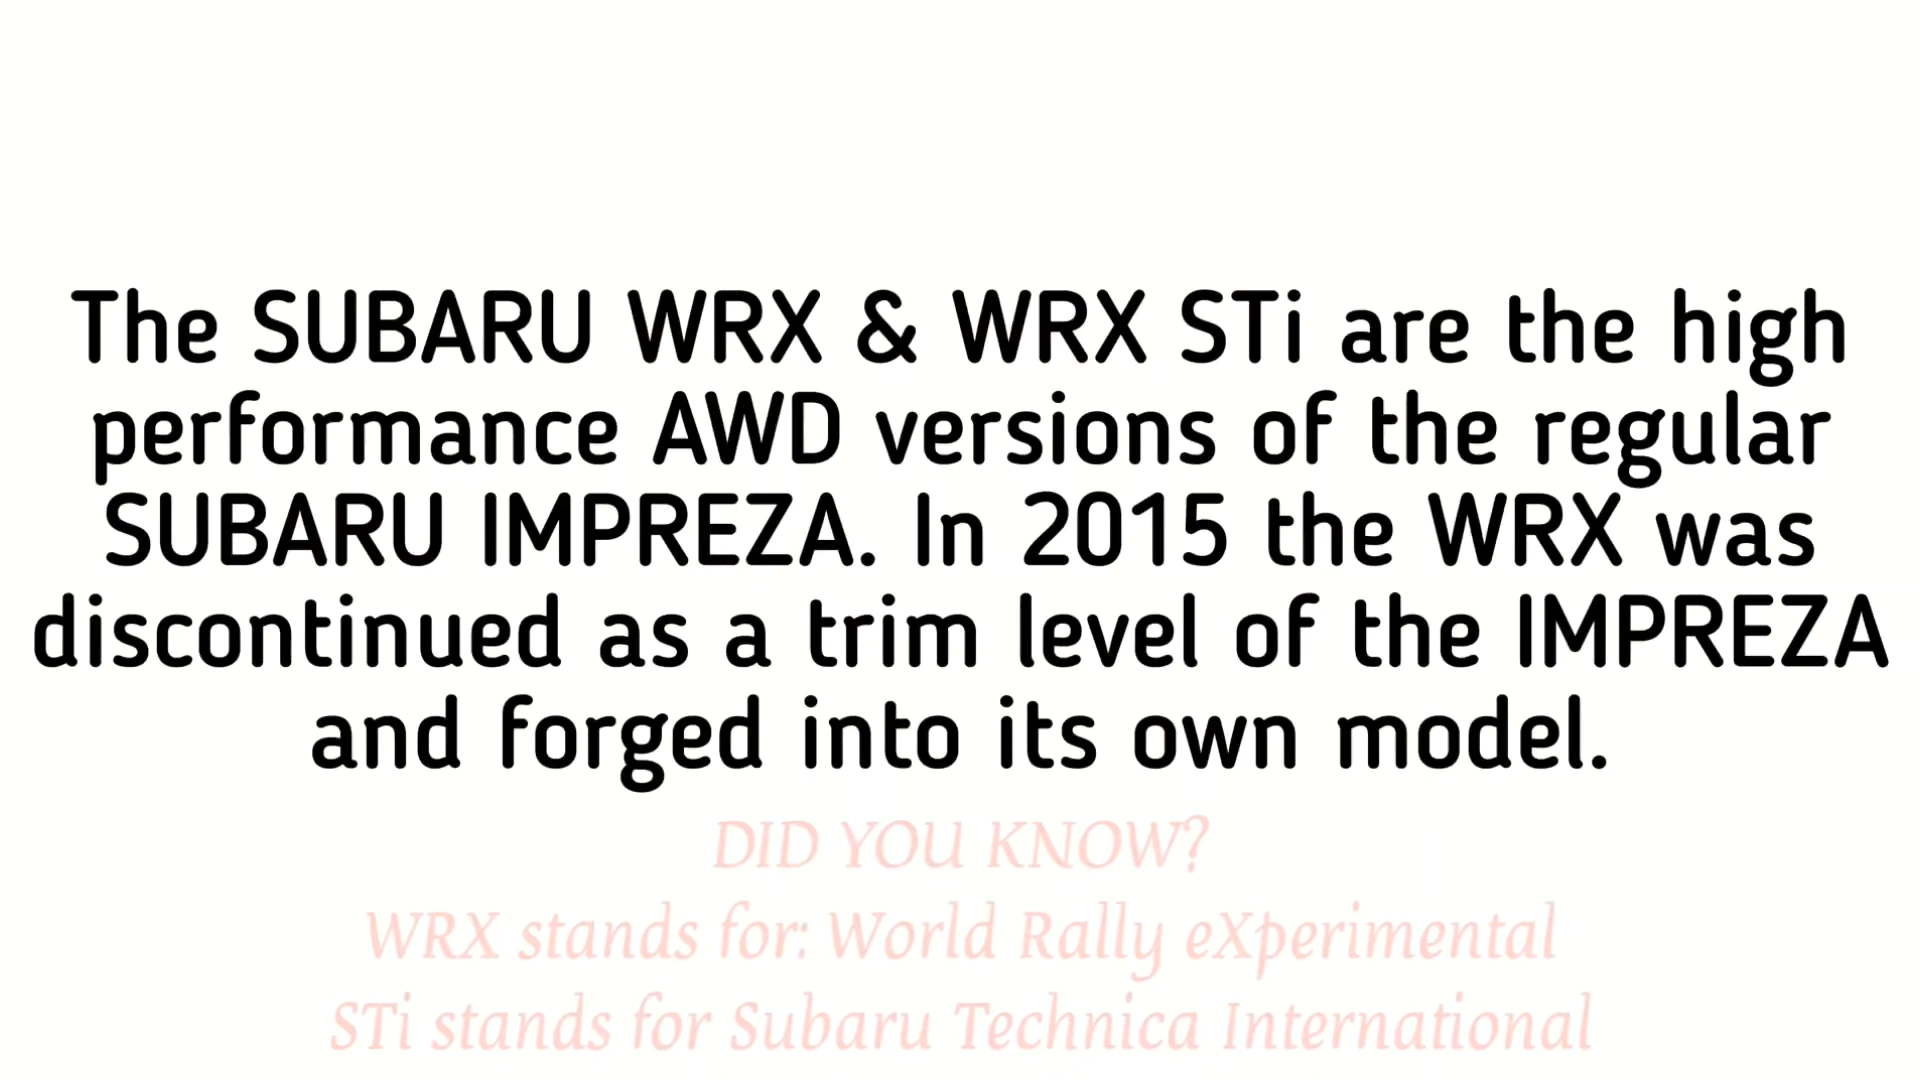 The SUBARU WRX & WRX STi are the high
performance AWD versions of the regular
SUBARU IMPREZA. In 2015 the WRX was
discontinued as a trim level of the IMPREZA
and forged into its own model.
DID YOU KNOW?
WRX stands for: World Rally eXperimental
STi stands for Subaru Technica International